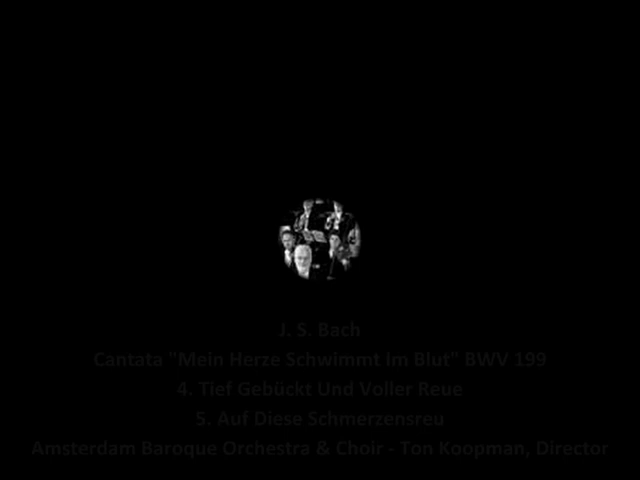 J. S. Bach
Cantata "Mein Herze Schwimmt Im Blut" BWV 199
4. Tief Gebückt Und Voller Reue
5. Auf Diese Schmerzensreu
Amsterdam Baroque Orchestra & Choir - Ton Koopman, Director